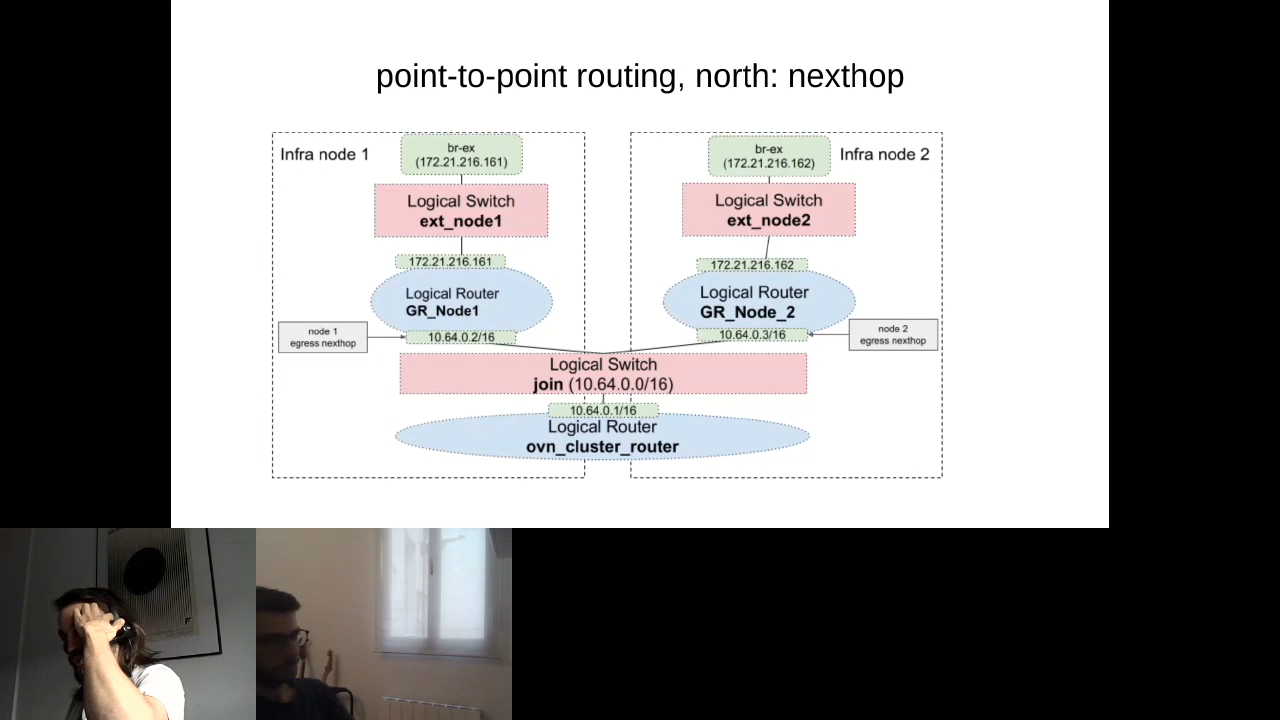 point-to-point routing, north: nexthop
Infra node 1
br-ex
(172.21.216.161)
Logical Switch
ext_node1
172.21.216.161
Logical Router
GR_Node1
node 1
egress nexthop
10.64.0.2/16
br-ex
(172.21.216.162)
Infra node 2
Logical Switch
ext_node2
172.21.216.162
Logical Router
GR_Node_2
10.64.0.3/16
node 2
egress nexthop
Logical Switch
join (10.64.0.0/16)
10.64.0.1/16
Logical Router
ovn_cluster_router